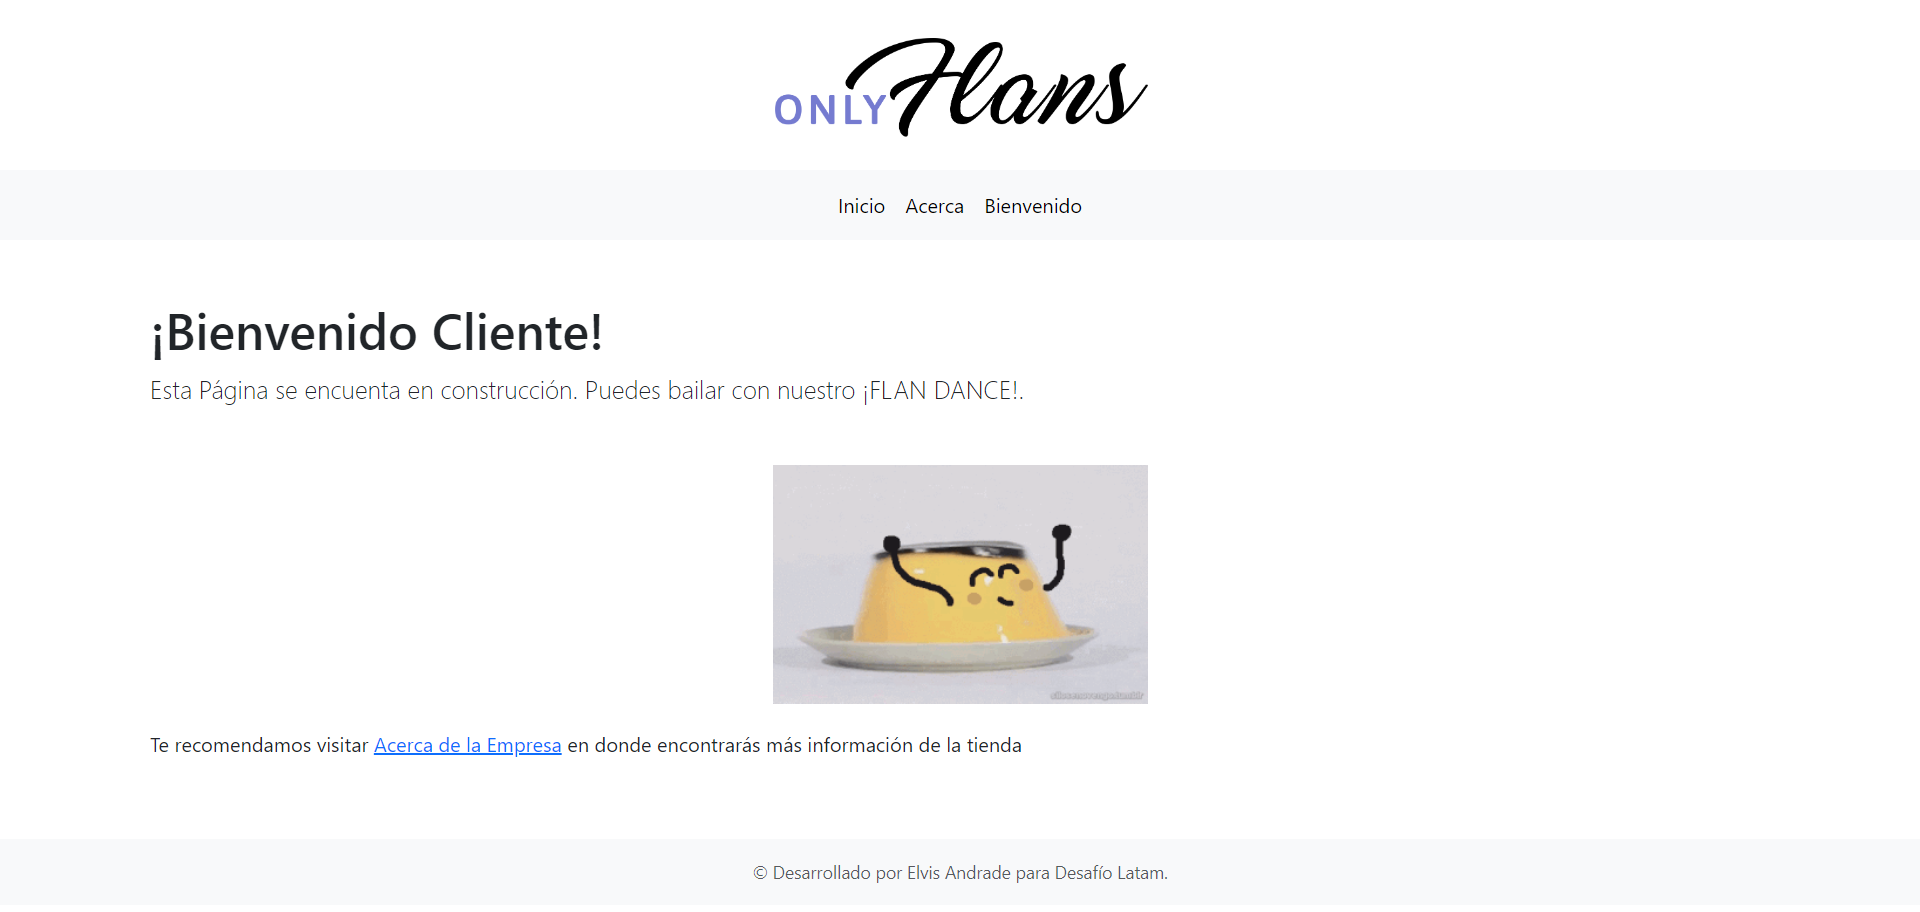 ONLY Flans
Inicio Acerca Bienvenido
¡Bienvenido Cliente!
Esta Página se encuenta en construcción. Puedes bailar con nuestro ¡FLAN DANCE!.
Te recomendamos visitar Acerca de la Empresa en donde encontrarás más información de la tienda
© Desarrollado por Elvis Andrade para Desafío Latam.